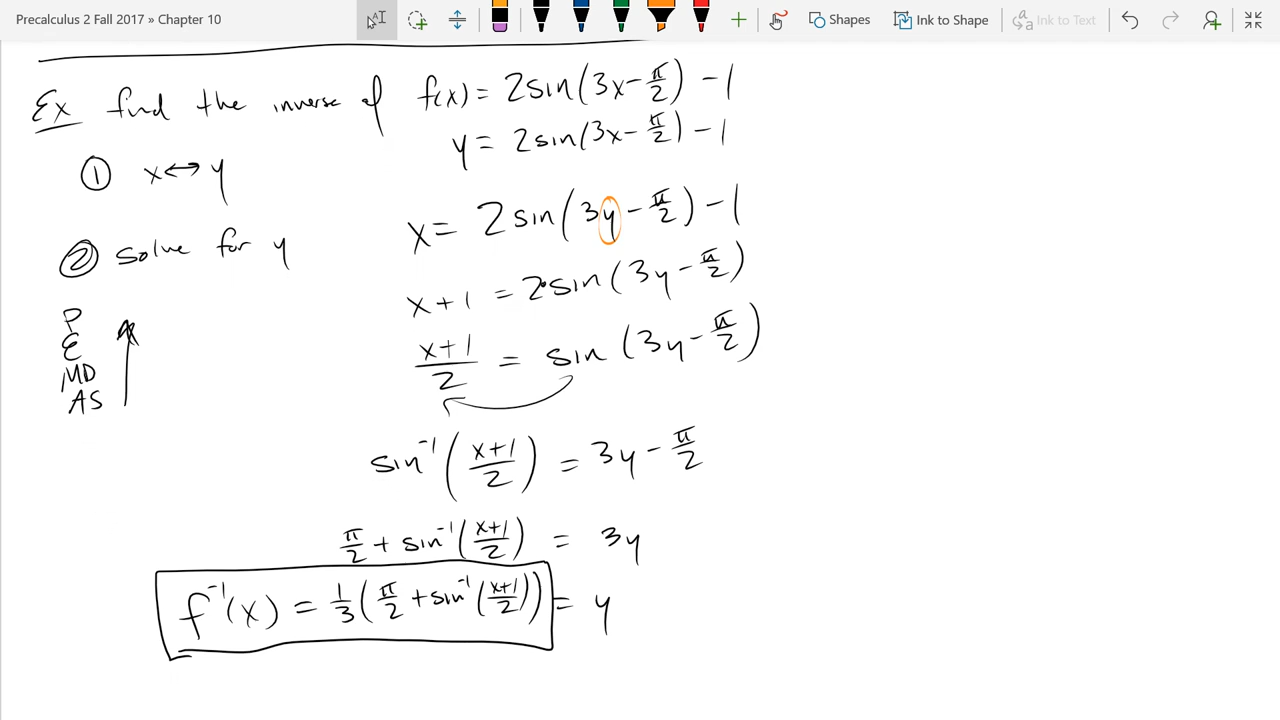 Precalculus 2 Fall 2017 » Chapter 10
Shapes
Ink to Shape
Ink to Text
Ex find the inverse of f(x) = 2sin(3x - π/2) - 1
y = 2sin(3x - π/2) - 1
① x↔y
x = 2sin(3y - π/2) - 1
② solve for y
x+1 = 2·sin(3y - π/2)
P
E
MD
AS
x+1/2 = sin(3y - π/2)
sin⁻¹(x+1/2) = 3y - π/2
π/2 + sin⁻¹(x+1/2) = 3y
f⁻¹(x) = 1/3(π/2 + sin⁻¹(x+1/2)) = y